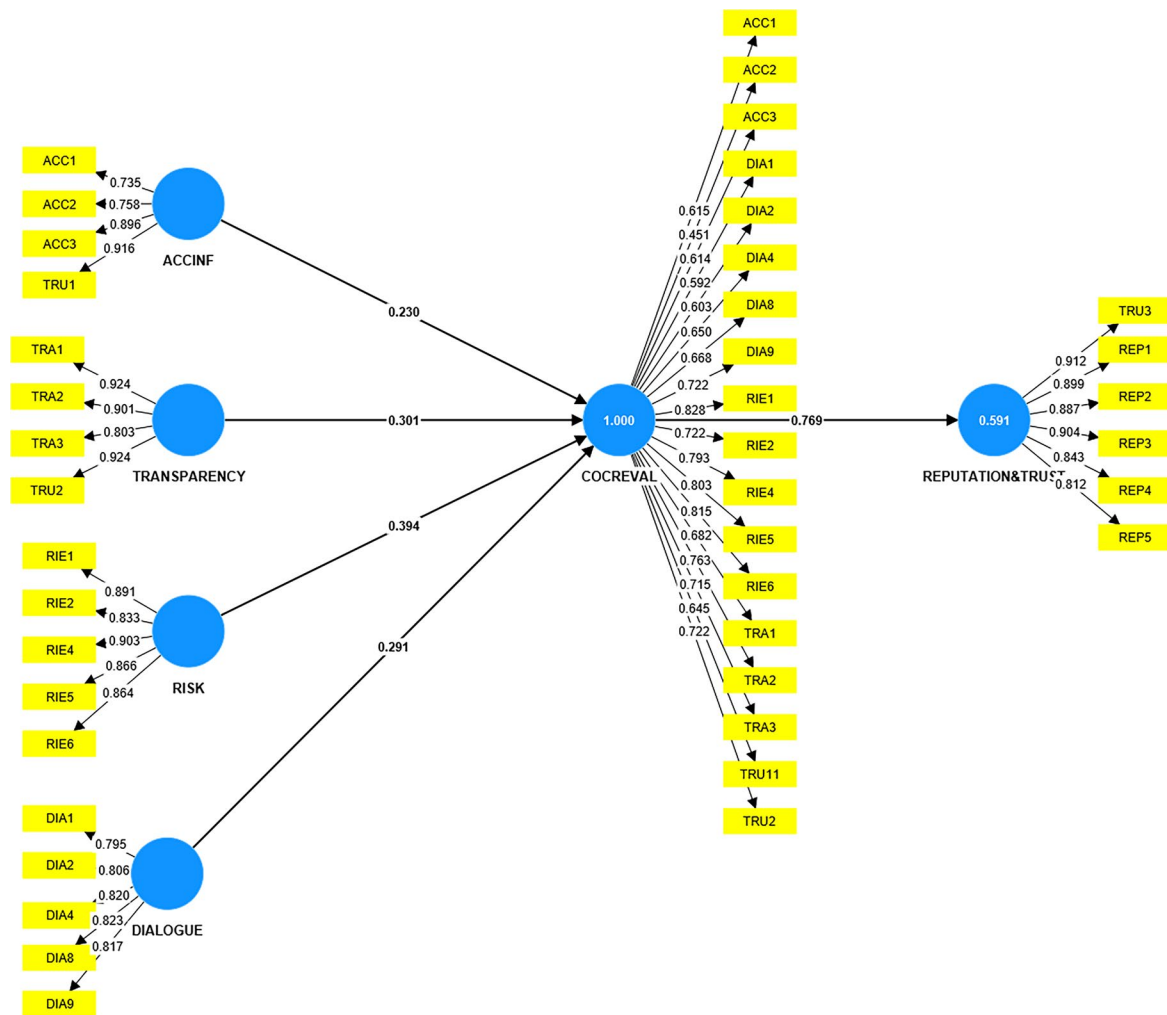 ACC1
ACC2
ACC3
TRU1
0.735
0.758
0.896
0.916
ACCINF
TRA1
TRA2
TRA3
TRU2
0.924
0.901
0.803
0.924
TRANSPARENCY
RIE1
RIE2
RIE4
RIE5
RIE6
0.891
0.833
0.903
0.866
0.864
RISK
DIA1
DIA2
DIA4
DIA8
DIA9
0.795
0.806
0.820
0.823
0.817
DIALOGUE
0.230
0.301
0.394
0.291
1.000
COCREVAL
0.615
0.451
0.614
0.592
0.603
0.650
0.668
0.722
0.828
0.722
0.793
0.803
0.815
0.682
0.763
0.715
0.645
0.722
ACC1
ACC2
ACC3
DIA1
DIA2
DIA4
DIA8
DIA9
RIE1
RIE2
RIE4
RIE5
RIE6
TRA1
TRA2
TRA3
TRU11
TRU2
0.769
0.591
REPUTATION&TRUST
0.912
0.899
0.887
0.904
0.843
0.812
TRU3
REP1
REP2
REP3
REP4
REP5